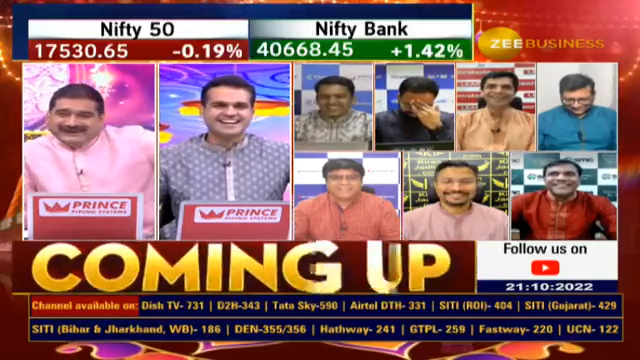 Nifty 50
17530.65 -0.19%
Nifty Bank
40668.45 +1.42%
ZEE BUSINESS
PRINCE
PIPING SYSTEMS
PRINCE
PIPING SYSTEMS
COMING UP
Follow us on
21:10:2022
Channel available on: Dish TV- 731 | D2H-343 | Tata Sky-590 | Airtel DTH- 331 | SITI (ROI)- 404 | SITI (Gujarat)- 429
SITI (Bihar & Jharkhand, WB)- 186 | DEN-355/356 | Hathway- 241 | GTPL- 259 | Fastway- 220 | UCN- 122